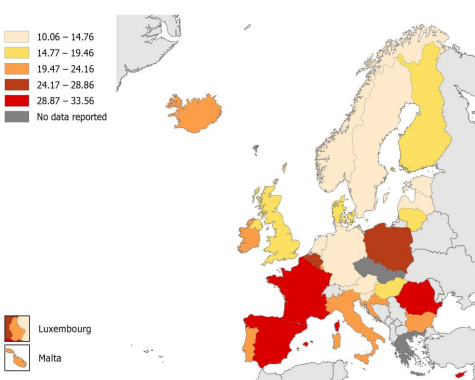 10.06 – 14.76
14.77 – 19.46
19.47 – 24.16
24.17 – 28.86
28.87 – 33.56
No data reported
Luxembourg
Malta